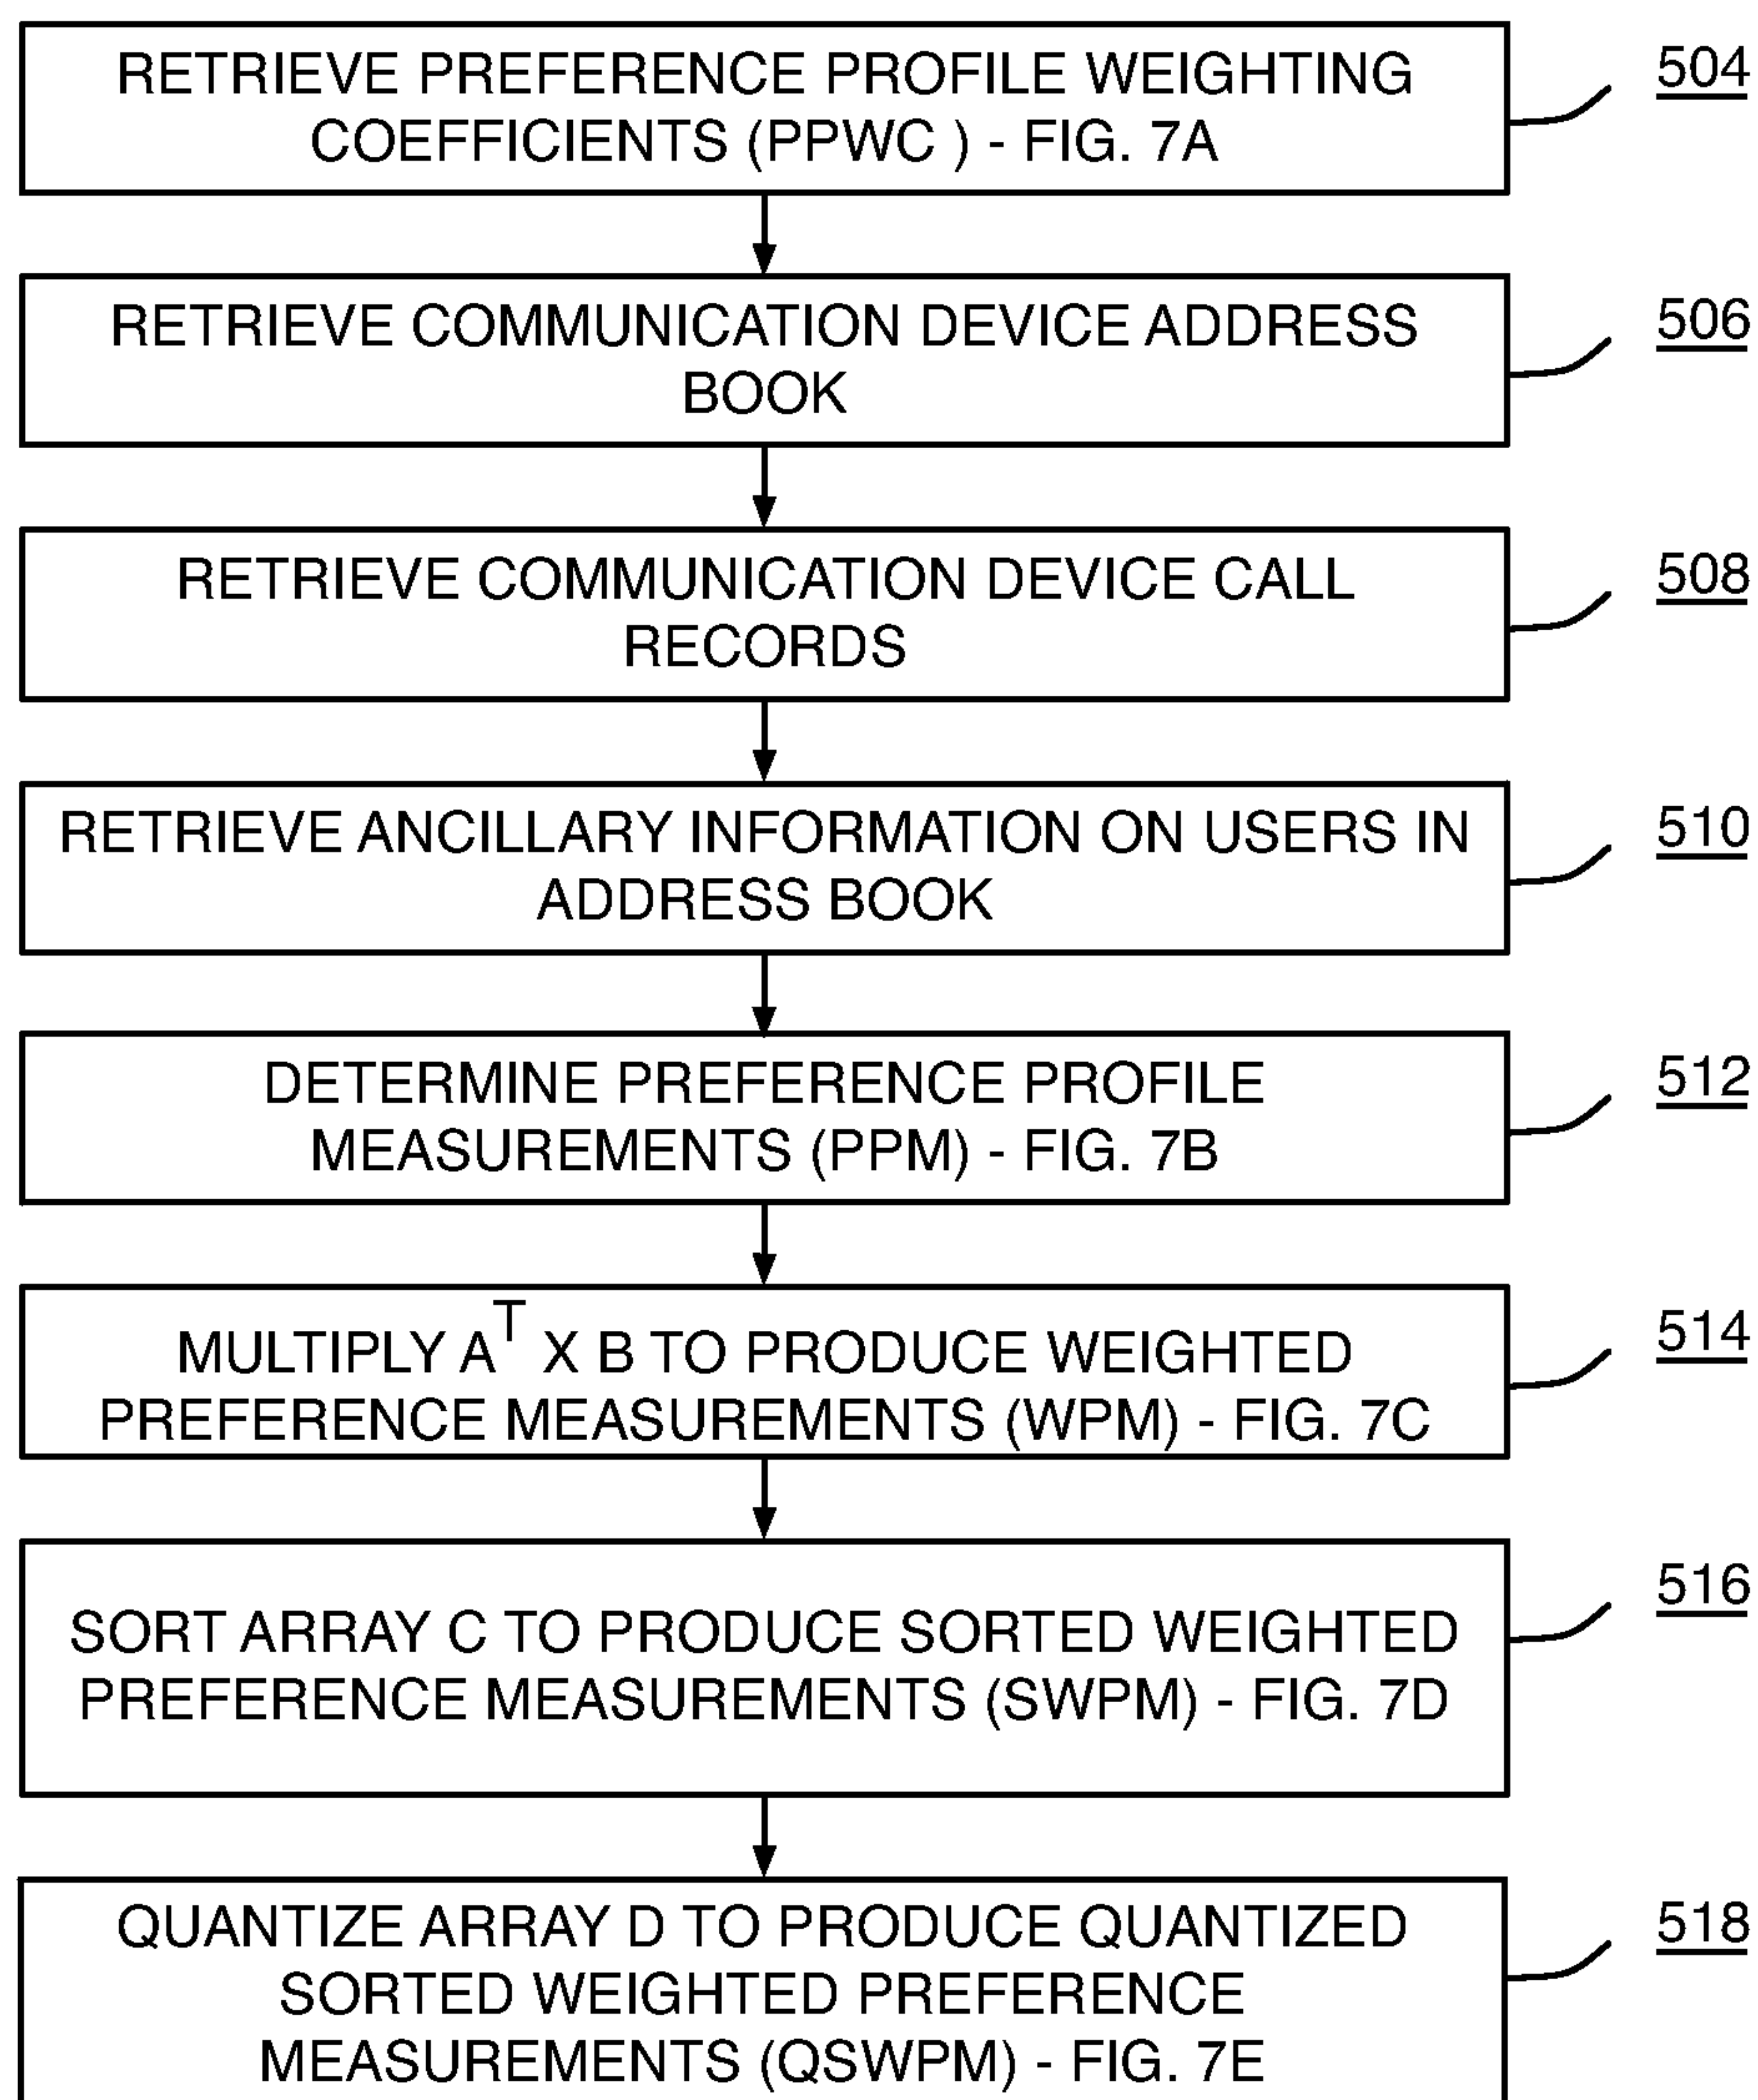 RETRIEVE PREFERENCE PROFILE WEIGHTING
COEFFICIENTS (PPWC ) - FIG. 7A
504
RETRIEVE COMMUNICATION DEVICE ADDRESS
BOOK
506
RETRIEVE COMMUNICATION DEVICE CALL
RECORDS
508
RETRIEVE ANCILLARY INFORMATION ON USERS IN
ADDRESS BOOK
510
DETERMINE PREFERENCE PROFILE
MEASUREMENTS (PPM) - FIG. 7B
512
MULTIPLY A^T X B TO PRODUCE WEIGHTED
PREFERENCE MEASUREMENTS (WPM) - FIG. 7C
514
SORT ARRAY C TO PRODUCE SORTED WEIGHTED
PREFERENCE MEASUREMENTS (SWPM) - FIG. 7D
516
QUANTIZE ARRAY D TO PRODUCE QUANTIZED
SORTED WEIGHTED PREFERENCE
MEASUREMENTS (QSWPM) - FIG. 7E
518